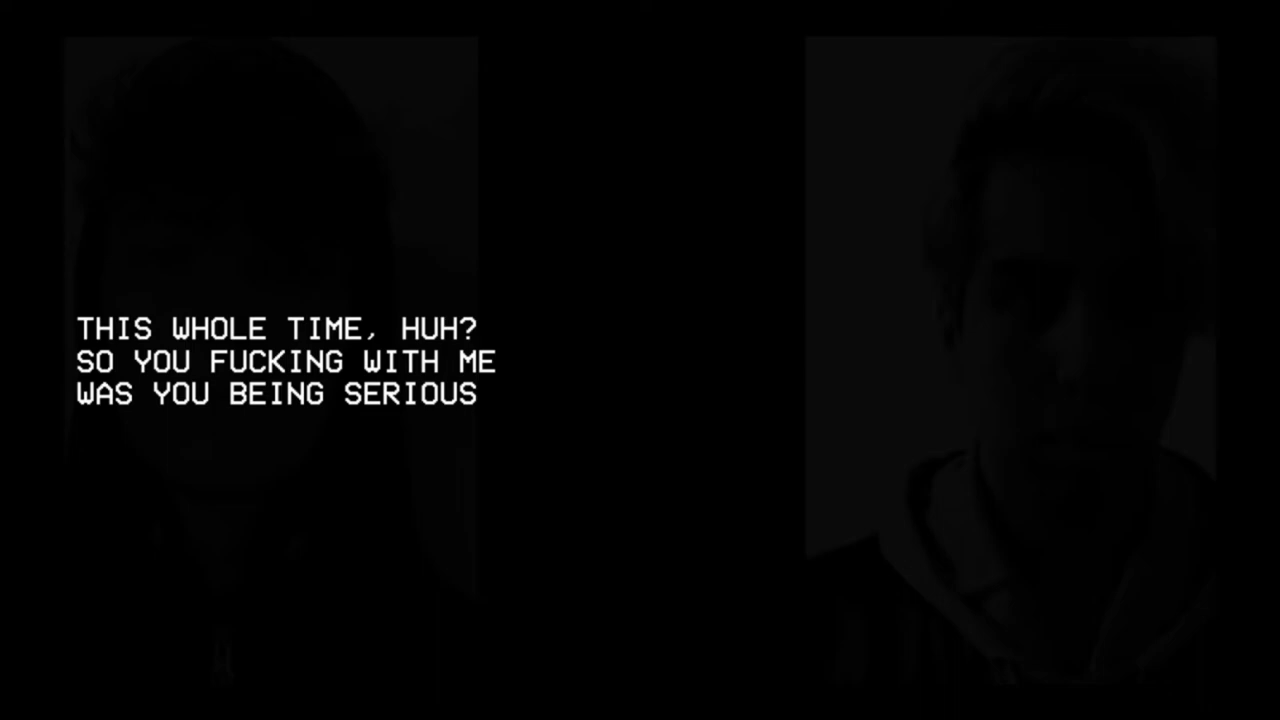 THIS WHOLE TIME, HUH?
SO YOU FUCKING WITH ME
WAS YOU BEING SERIOUS